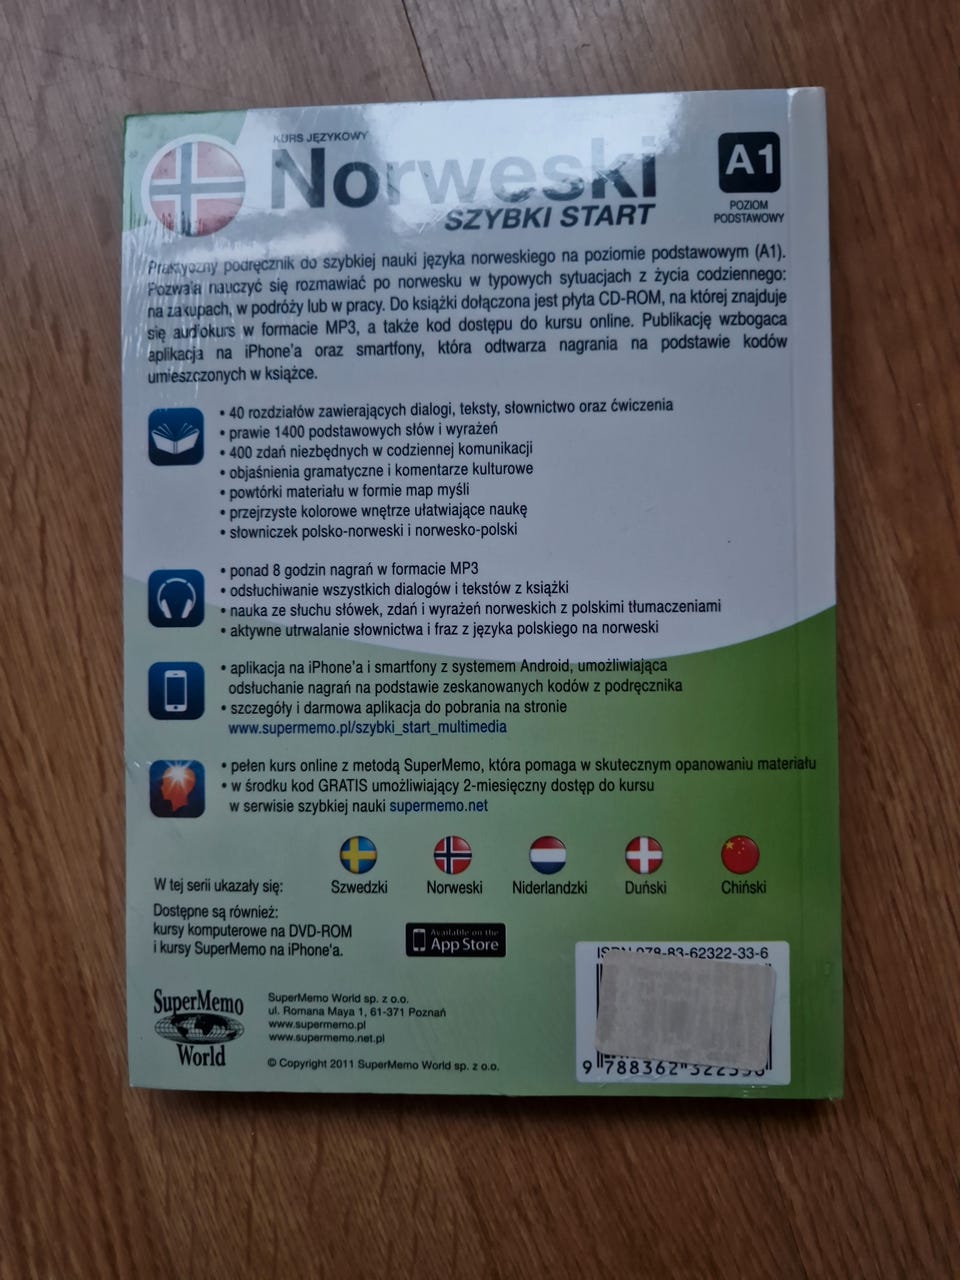 KURS JĘZYKOWY
Norweski
SZYBKI START
A1
POZIOM
PODSTAWOWY
Praktyczny podręcznik do szybkiej nauki języka norweskiego na poziomie podstawowym (A1).
Pozwala nauczyć się rozmawiać po norwesku w typowych sytuacjach z życia codziennego:
na zakupach, w podróży lub w pracy. Do książki dołączona jest płyta CD-ROM, na której znajduje
się audiokurs w formacie MP3, a także kod dostępu do kursu online. Publikację wzbogaca
aplikacja na iPhone'a oraz smartfony, która odtwarza nagrania na podstawie kodów
umieszczonych w książce.
• 40 rozdziałów zawierających dialogi, teksty, słownictwo oraz ćwiczenia
• prawie 1400 podstawowych słów i wyrażeń
• 400 zdań niezbędnych w codziennej komunikacji
• objaśnienia gramatyczne i komentarze kulturowe
• powtórki materiału w formie map myśli
• przejrzyste kolorowe wnętrze ułatwiające naukę
• słowniczek polsko-norweski i norwesko-polski
• ponad 8 godzin nagrań w formacie MP3
• odsłuchiwanie wszystkich dialogów i tekstów z książki
• nauka ze słuchu słówek, zdań i wyrażeń norweskich z polskimi tłumaczeniami
• aktywne utrwalanie słownictwa i fraz z języka polskiego na norweski
• aplikacja na iPhone'a i smartfony z systemem Android, umożliwiająca
odsłuchanie nagrań na podstawie zeskanowanych kodów z podręcznika
• szczegóły i darmowa aplikacja do pobrania na stronie
www.supermemo.pl/szybki_start_multimedia
• pełen kurs online z metodą SuperMemo, która pomaga w skutecznym opanowaniu materiału
• w środku kod GRATIS umożliwiający 2-miesięczny dostęp do kursu
w serwisie szybkiej nauki supermemo.net
W tej serii ukazały się:
Szwedzki Norweski Niderlandzki Duński Chiński
Dostępne są również:
kursy komputerowe na DVD-ROM
i kursy SuperMemo na iPhone'a.
Available on the
App Store
SuperMemo
World
SuperMemo World sp. z o.o.
ul. Romana Maya 1, 61-371 Poznań
www.supermemo.pl
www.supermemo.net.pl
© Copyright 2011 SuperMemo World sp. z o.o.
ISBN 978-83-62322-33-6
9 788362 322336